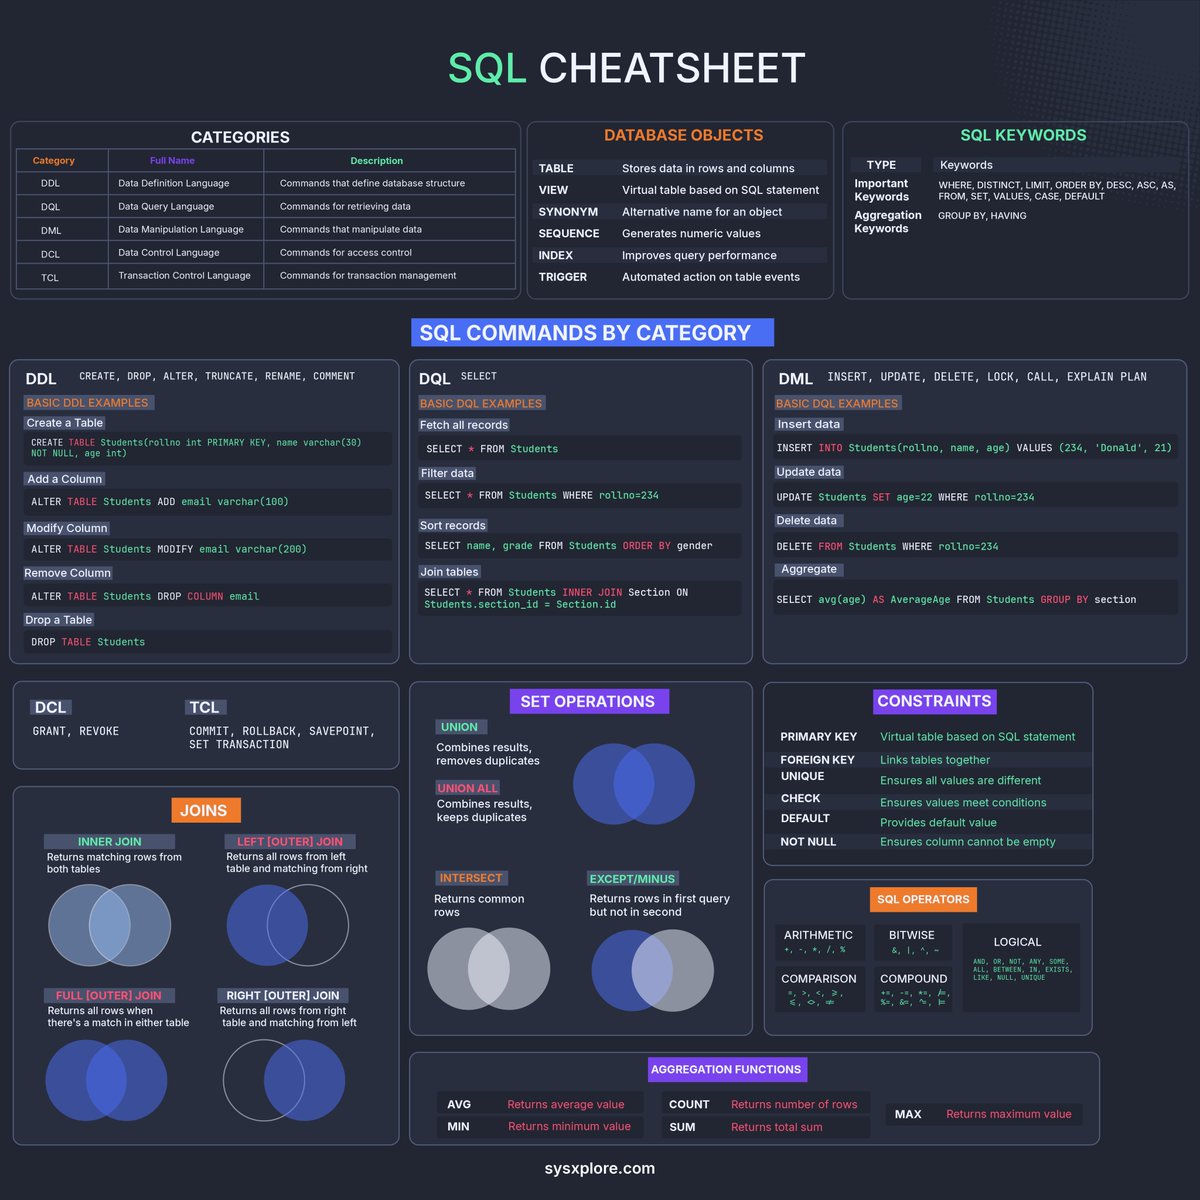 SQL CHEATSHEET
CATEGORIES
Category Full Name Description
DDL Data Definition Language Commands that define database structure
DQL Data Query Language Commands for retrieving data
DML Data Manipulation Language Commands that manipulate data
DCL Data Control Language Commands for access control
TCL Transaction Control Language Commands for transaction management
DATABASE OBJECTS
TABLE Stores data in rows and columns
VIEW Virtual table based on SQL statement
SYNONYM Alternative name for an object
SEQUENCE Generates numeric values
INDEX Improves query performance
TRIGGER Automated action on table events
SQL KEYWORDS
TYPE Keywords
Important Keywords WHERE, DISTINCT, LIMIT, ORDER BY, DESC, ASC, AS,
FROM, SET, VALUES, CASE, DEFAULT
Aggregation Keywords GROUP BY, HAVING
SQL COMMANDS BY CATEGORY
DDL CREATE, DROP, ALTER, TRUNCATE, RENAME, COMMENT
BASIC DDL EXAMPLES
Create a Table
CREATE TABLE Students(rollno int PRIMARY KEY, name varchar(30)
NOT NULL, age int)
Add a Column
ALTER TABLE Students ADD email varchar(100)
Modify Column
ALTER TABLE Students MODIFY email varchar(200)
Remove Column
ALTER TABLE Students DROP COLUMN email
Drop a Table
DROP TABLE Students
DQL SELECT
BASIC DQL EXAMPLES
Fetch all records
SELECT * FROM Students
Filter data
SELECT * FROM Students WHERE rollno=234
Sort records
SELECT name, grade FROM Students ORDER BY gender
Join tables
SELECT * FROM Students INNER JOIN Section ON
Students.section_id = Section.id
DML INSERT, UPDATE, DELETE, LOCK, CALL, EXPLAIN PLAN
BASIC DQL EXAMPLES
Insert data
INSERT INTO Students(rollno, name, age) VALUES (234, 'Donald', 21)
Update data
UPDATE Students SET age=22 WHERE rollno=234
Delete data
DELETE FROM Students WHERE rollno=234
Aggregate
SELECT avg(age) AS AverageAge FROM Students GROUP BY section
DCL
GRANT, REVOKE
TCL
COMMIT, ROLLBACK, SAVEPOINT,
SET TRANSACTION
JOINS
INNER JOIN
Returns matching rows from
both tables
LEFT [OUTER] JOIN
Returns all rows from left
table and matching from right
FULL [OUTER] JOIN
Returns all rows when
there's a match in either table
RIGHT [OUTER] JOIN
Returns all rows from right
table and matching from left
SET OPERATIONS
UNION
Combines results,
removes duplicates
UNION ALL
Combines results,
keeps duplicates
INTERSECT
Returns common
rows
EXCEPT/MINUS
Returns rows in first query
but not in second
CONSTRAINTS
PRIMARY KEY Virtual table based on SQL statement
FOREIGN KEY Links tables together
UNIQUE Ensures all values are different
CHECK Ensures values meet conditions
DEFAULT Provides default value
NOT NULL Ensures column cannot be empty
SQL OPERATORS
ARITHMETIC
+, -, *, /, %
BITWISE
&, |, ^, ~
COMPARISON
=, >, <, >=,
<=, <>, !=
COMPOUND
+=, -=, *=, /=,
%=, &=, ^=, |=
LOGICAL
AND, OR, NOT, ANY, SOME,
ALL, BETWEEN, IN, EXISTS,
LIKE, NULL, UNIQUE
AGGREGATION FUNCTIONS
AVG Returns average value
MIN Returns minimum value
COUNT Returns number of rows
SUM Returns total sum
MAX Returns maximum value
sysxplore.com